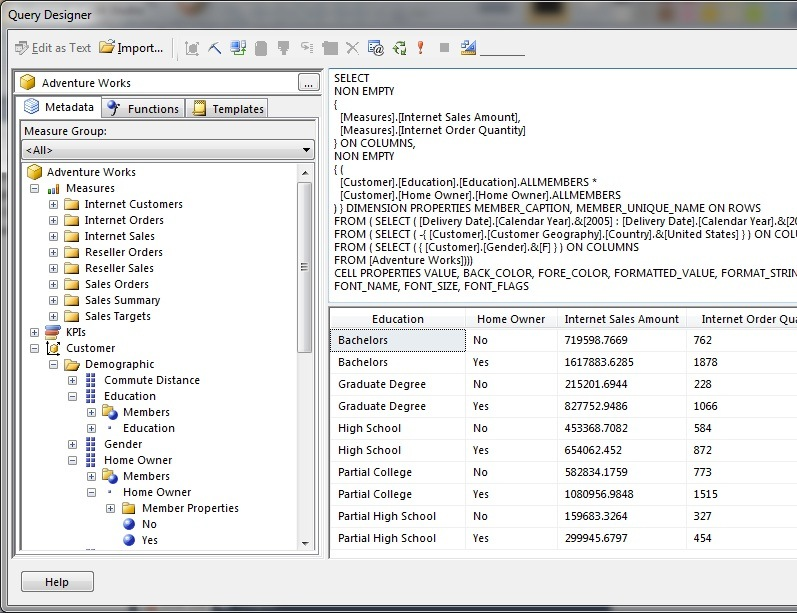 Query Designer
Edit as Text Import...
Adventure Works ...
Metadata Functions Templates
Measure Group:
<All>
Adventure Works
Measures
Internet Customers
Internet Orders
Internet Sales
Reseller Orders
Reseller Sales
Sales Orders
Sales Summary
Sales Targets
KPIs
Customer
Demographic
Commute Distance
Education
Members
Education
Gender
Home Owner
Members
Home Owner
Member Properties
No
Yes
SELECT
NON EMPTY
{
[Measures].[Internet Sales Amount],
[Measures].[Internet Order Quantity]
} ON COLUMNS,
NON EMPTY
{ (
[Customer].[Education].[Education].ALLMEMBERS *
[Customer].[Home Owner].[Home Owner].ALLMEMBERS
) } DIMENSION PROPERTIES MEMBER_CAPTION, MEMBER_UNIQUE_NAME ON ROWS
FROM ( SELECT ( [Delivery Date].[Calendar Year].&[2005] : [Delivery Date].[Calendar Year].&[20
FROM ( SELECT ( -{ [Customer].[Customer Geography].[Country].&[United States] } ) ON COLU
FROM ( SELECT ( { [Customer].[Gender].&[F] } ) ON COLUMNS
FROM [Adventure Works])))
CELL PROPERTIES VALUE, BACK_COLOR, FORE_COLOR, FORMATTED_VALUE, FORMAT_STRIN
FONT_NAME, FONT_SIZE, FONT_FLAGS
Education Home Owner Internet Sales Amount Internet Order Qua
Bachelors No 719598.7669 762
Bachelors Yes 1617883.6285 1878
Graduate Degree No 215201.6944 228
Graduate Degree Yes 827752.9486 1066
High School No 453368.7082 584
High School Yes 654062.452 872
Partial College No 582834.1759 773
Partial College Yes 1080956.9848 1515
Partial High School No 159683.3264 327
Partial High School Yes 299945.6797 454
Help